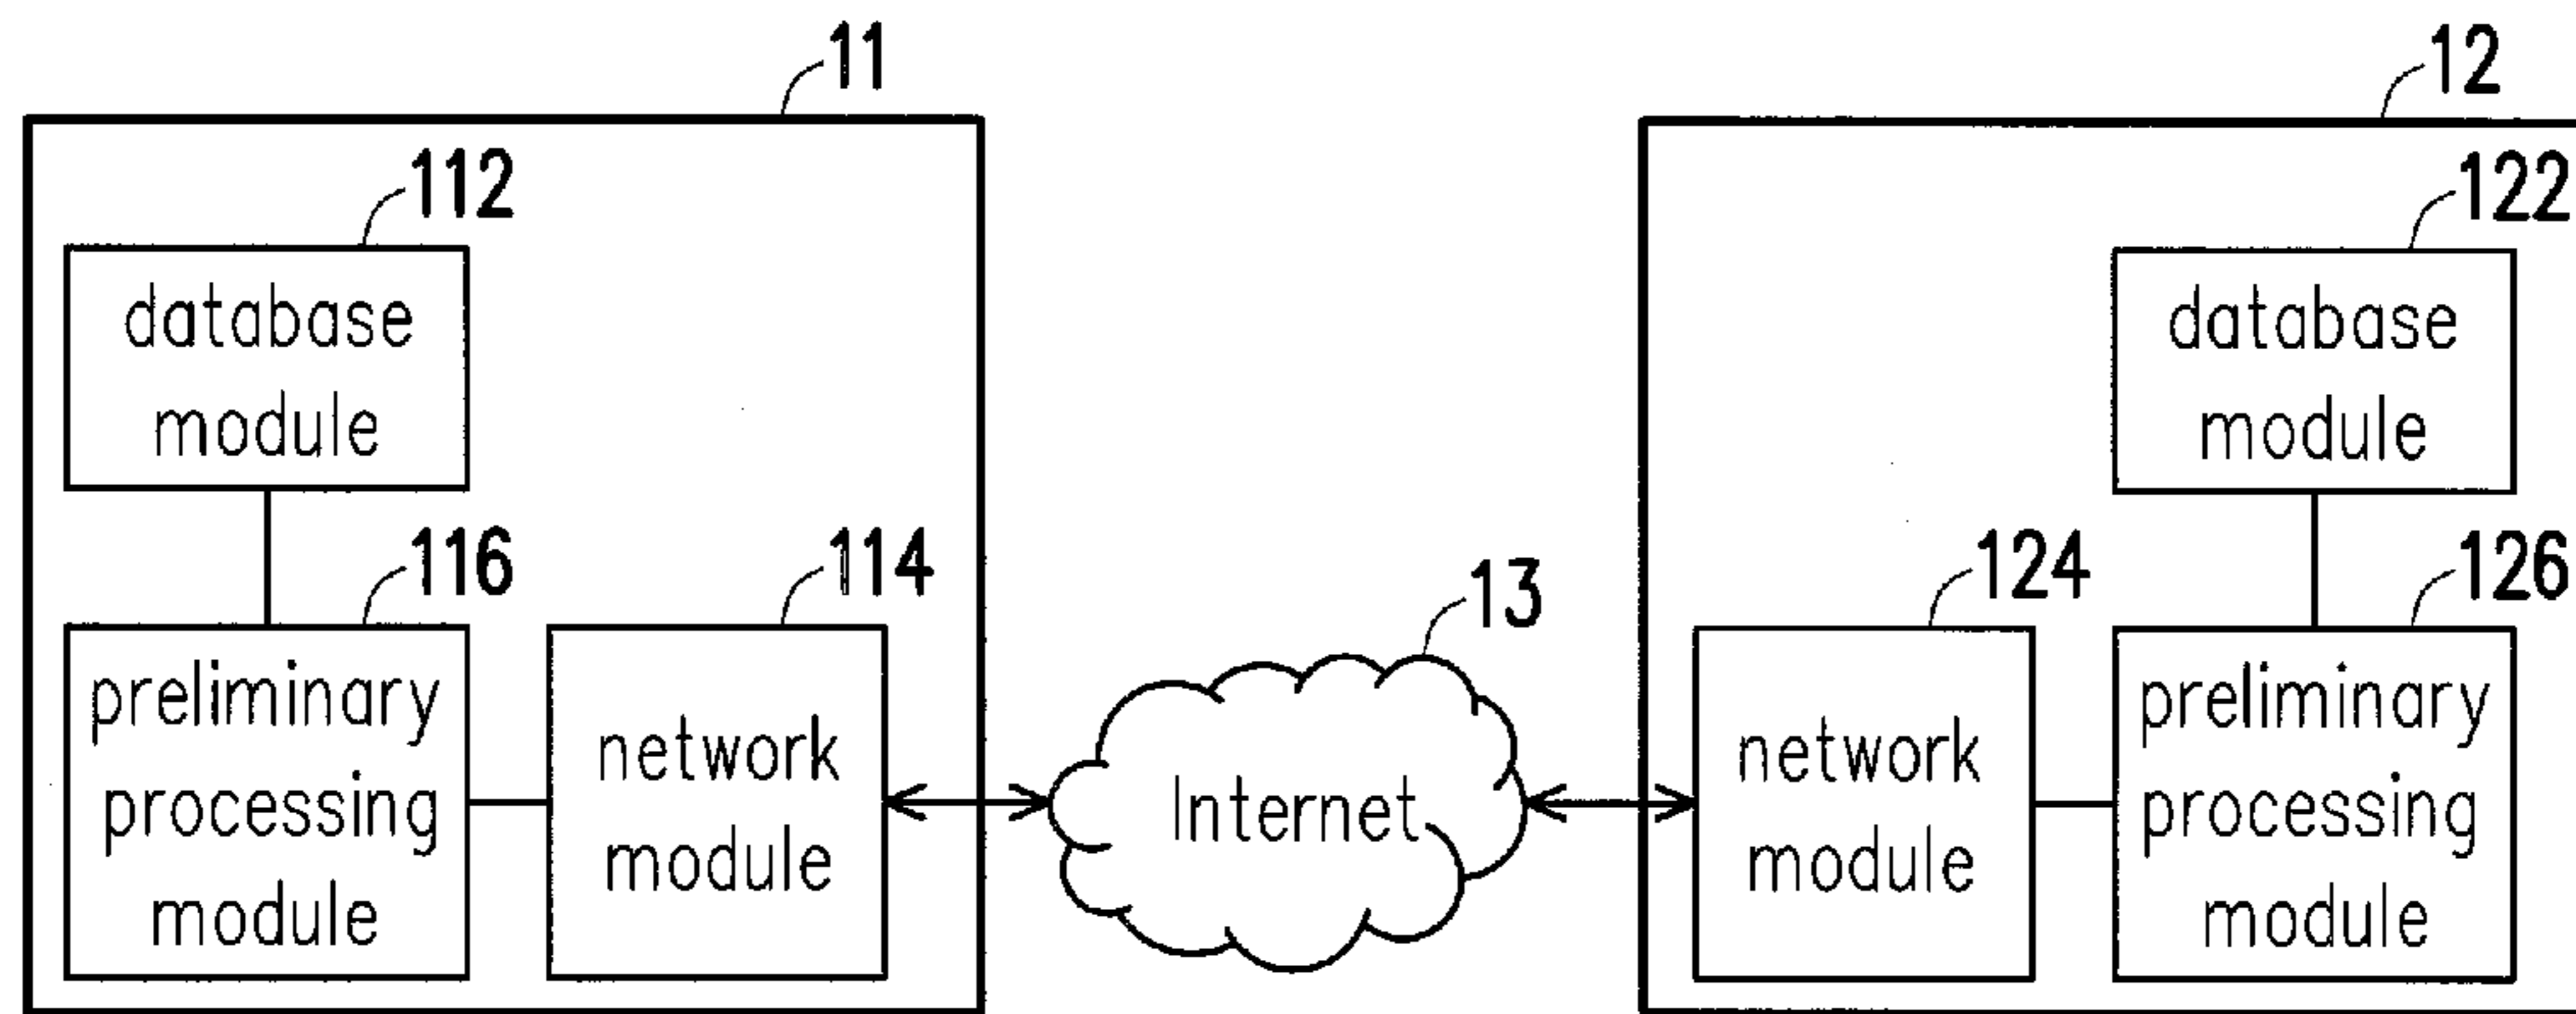 11
12
112
database
module
122
database
module
116
preliminary
processing
module
114
network
module
13
Internet
124
network
module
126
preliminary
processing
module